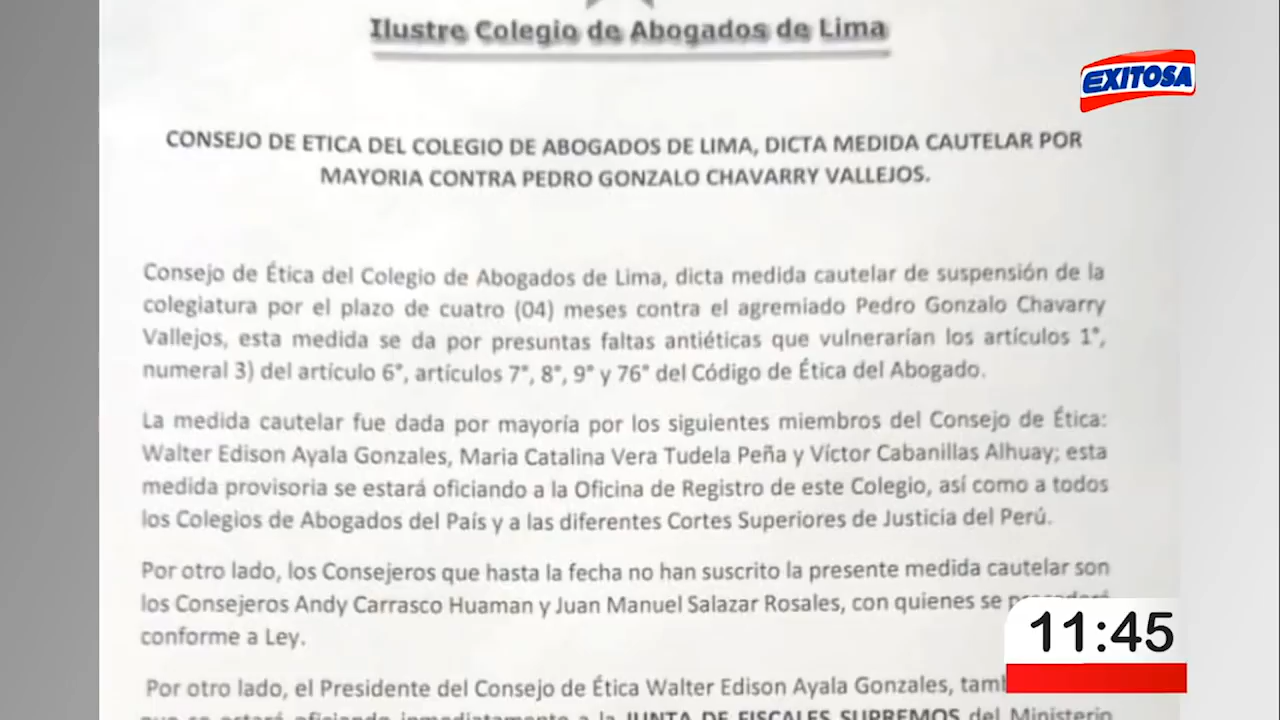 Ilustre Colegio de Abogados de Lima
EXITOSA
CONSEJO DE ETICA DEL COLEGIO DE ABOGADOS DE LIMA, DICTA MEDIDA CAUTELAR POR
MAYORIA CONTRA PEDRO GONZALO CHAVARRY VALLEJOS.
Consejo de Ética del Colegio de Abogados de Lima, dicta medida cautelar de suspensión de la
colegiatura por el plazo de cuatro (04) meses contra el agremiado Pedro Gonzalo Chavarry
Vallejos, esta medida se da por presuntas faltas antiéticas que vulnerarían los artículos 1°,
numeral 3) del artículo 6°, artículos 7°, 8°, 9° y 76° del Código de Ética del Abogado.
La medida cautelar fue dada por mayoría por los siguientes miembros del Consejo de Ética:
Walter Edison Ayala Gonzales, Maria Catalina Vera Tudela Peña y Víctor Cabanillas Alhuay; esta
medida provisoria se estará oficiando a la Oficina de Registro de este Colegio, así como a todos
los Colegios de Abogados del País y a las diferentes Cortes Superiores de Justicia del Perú.
Por otro lado, los Consejeros que hasta la fecha no han suscrito la presente medida cautelar son
los Consejeros Andy Carrasco Huaman y Juan Manuel Salazar Rosales, con quienes se
conforme a Ley.
11:45
Por otro lado, el Presidente del Consejo de Ética Walter Edison Ayala Gonzales,
que se estará oficiando inmediatamente a la JUNTA DE FISCALES SUPREMOS del Ministerio